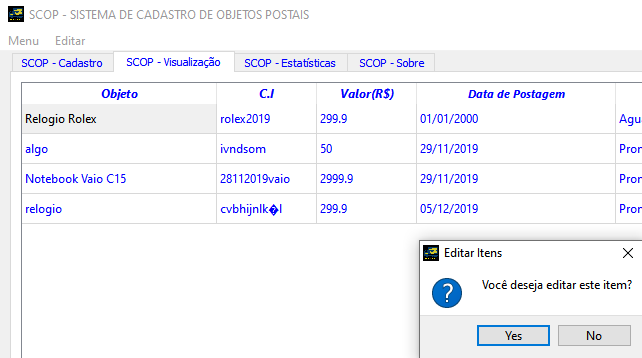 SCOP - SISTEMA DE CADASTRO DE OBJETOS POSTAIS
Menu Editar
SCOP - Cadastro SCOP - Visualização SCOP - Estatísticas SCOP - Sobre
Objeto C.I Valor(R$) Data de Postagem
Relogio Rolex rolex2019 299.9 01/01/2000 Agua
algo ivndsom 50 29/11/2019 Pron
Notebook Vaio C15 28112019vaio 2999.9 29/11/2019 Pron
relogio cvbhijnlk�l 299.9 05/12/2019 Pron
Editar Itens
Você deseja editar este item?
Yes No